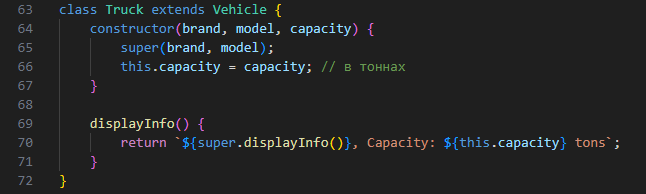 63 class Truck extends Vehicle {
64     constructor(brand, model, capacity) {
65         super(brand, model);
66         this.capacity = capacity; // в тоннах
67     }
68
69     displayInfo() {
70         return `${super.displayInfo()}, Capacity: ${this.capacity} tons`;
71     }
72 }